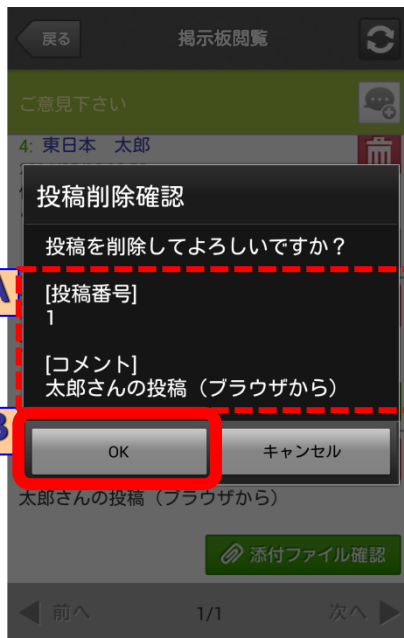 戻る
掲示板閲覧
ご意見下さい
4: 東日本 太郎
投稿削除確認
投稿を削除してよろしいですか？
A
[投稿番号]
1
[コメント]
太郎さんの投稿（ブラウザから）
B
OK
キャンセル
太郎さんの投稿（ブラウザから）
添付ファイル確認
前へ
1/1
次へ